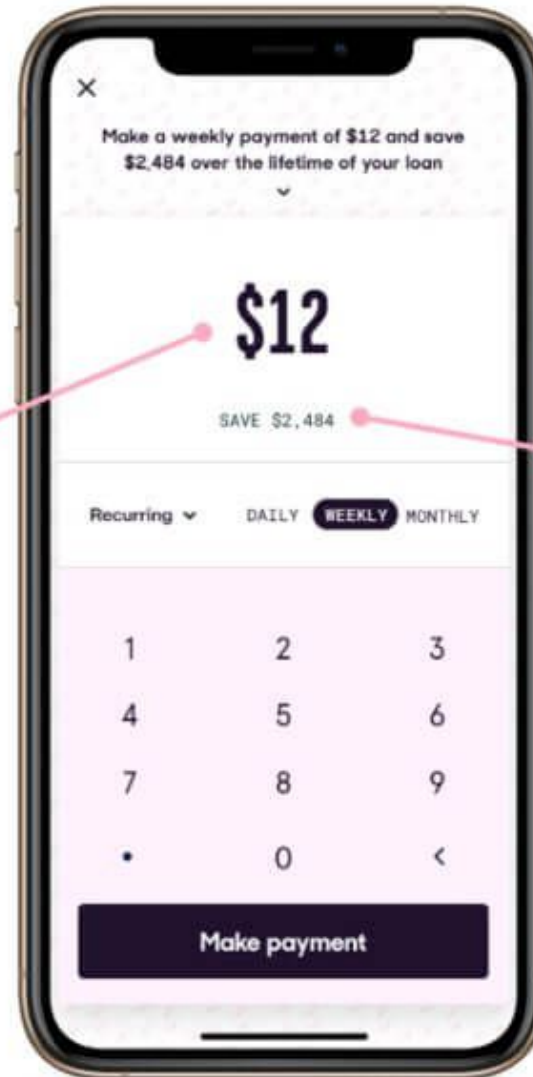 Make a weekly payment of $12 and save
$2,484 over the lifetime of your loan
$12
SAVE $2,484
Recurring DAILY WEEKLY MONTHLY
1 2 3
4 5 6
7 8 9
. 0 <
Make payment